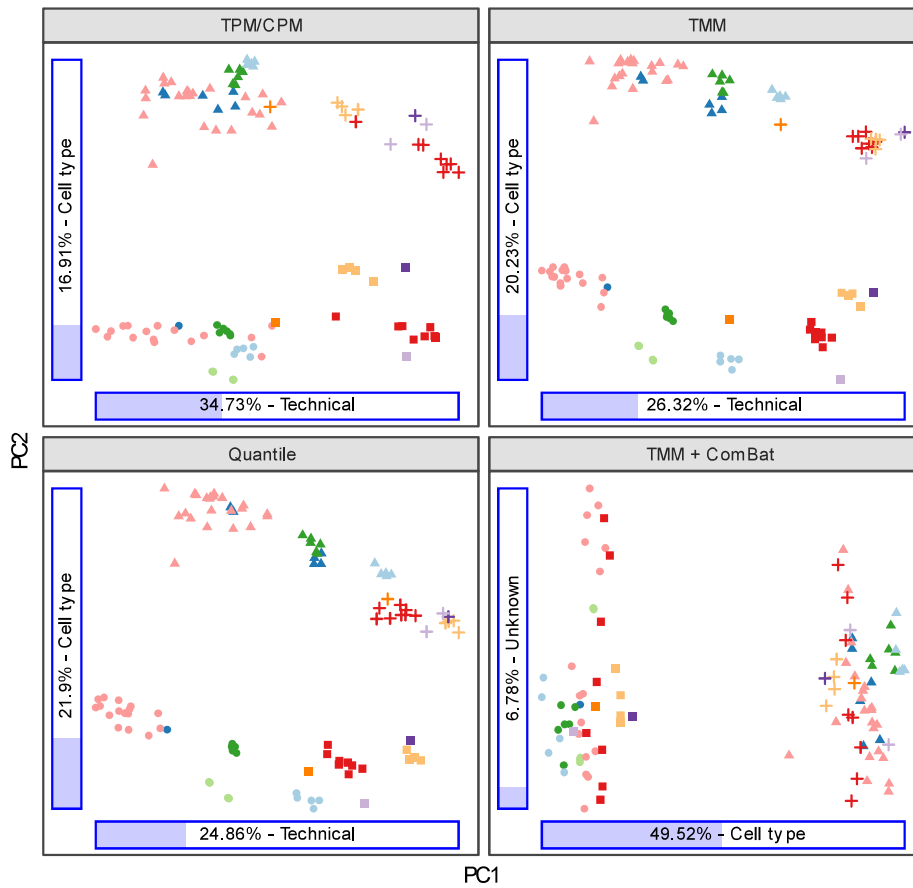 TPM/CPM
TMM
16.91% - Cell type
34.73% - Technical
20.23% - Cell type
26.32% - Technical
PC2
Quantile
TMM + ComBat
21.9% - Cell type
24.86% - Technical
6.78% - Unknown
49.52% - Cell type
PC1